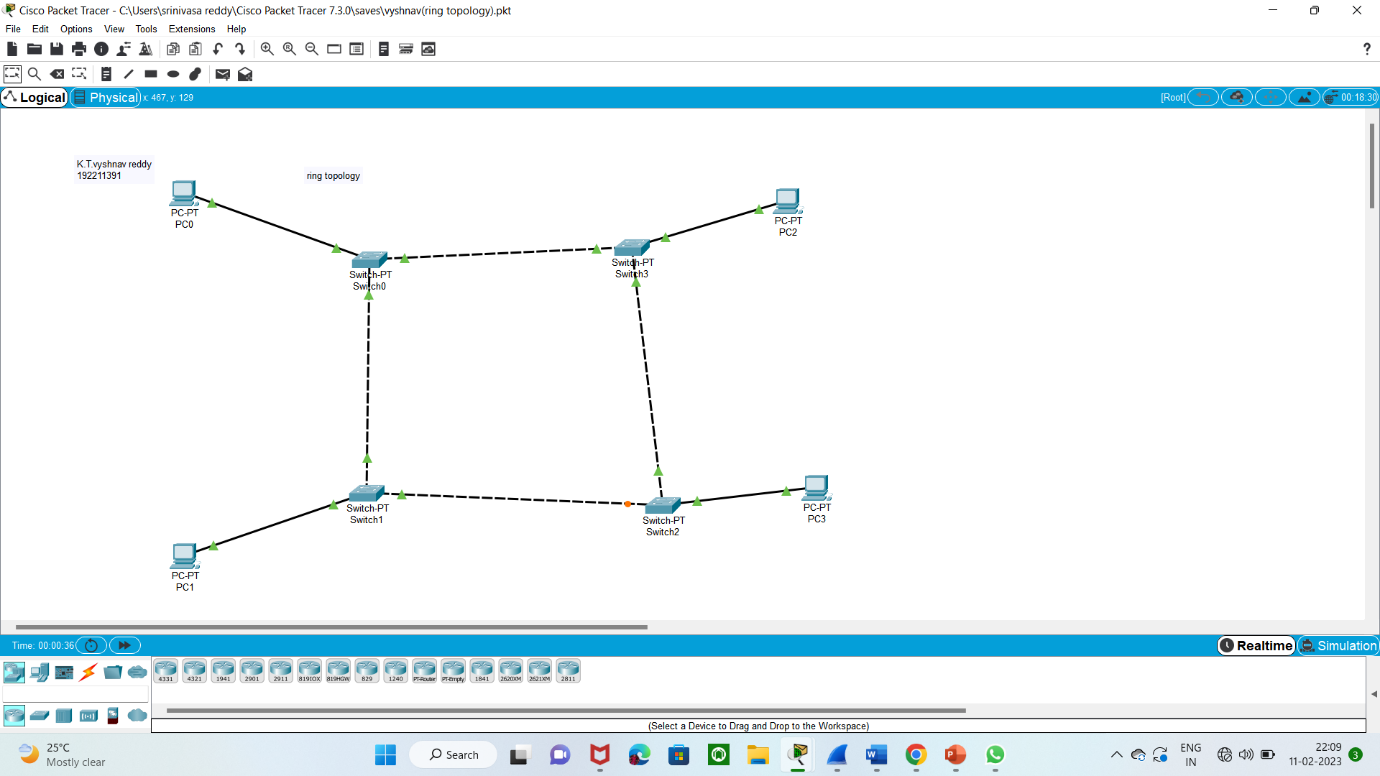 Cisco Packet Tracer - C:\Users\srinivasa reddy\Cisco Packet Tracer 7.3.0\saves\vyshnav(ring topology).pkt
File Edit Options View Tools Extensions Help
?
Logical Physical x: 467, y: 129 [Root] 00:18:30
K.T.vyshnav reddy
192211391
ring topology
PC-PT
PC0
PC-PT
PC2
Switch-PT
Switch0
Switch-PT
Switch3
Switch-PT
Switch1
Switch-PT
Switch2
PC-PT
PC3
PC-PT
PC1
Time: 00:00:36 Realtime Simulation
4331 4321 1941 2901 2911 819IOX 819HGW 829 1240 PT-Router PT-Empty 1841 2620XM 2621XM 2811
(Select a Device to Drag and Drop to the Workspace)
25°C
Mostly clear
Search
ENG
IN
22:09
11-02-2023
3